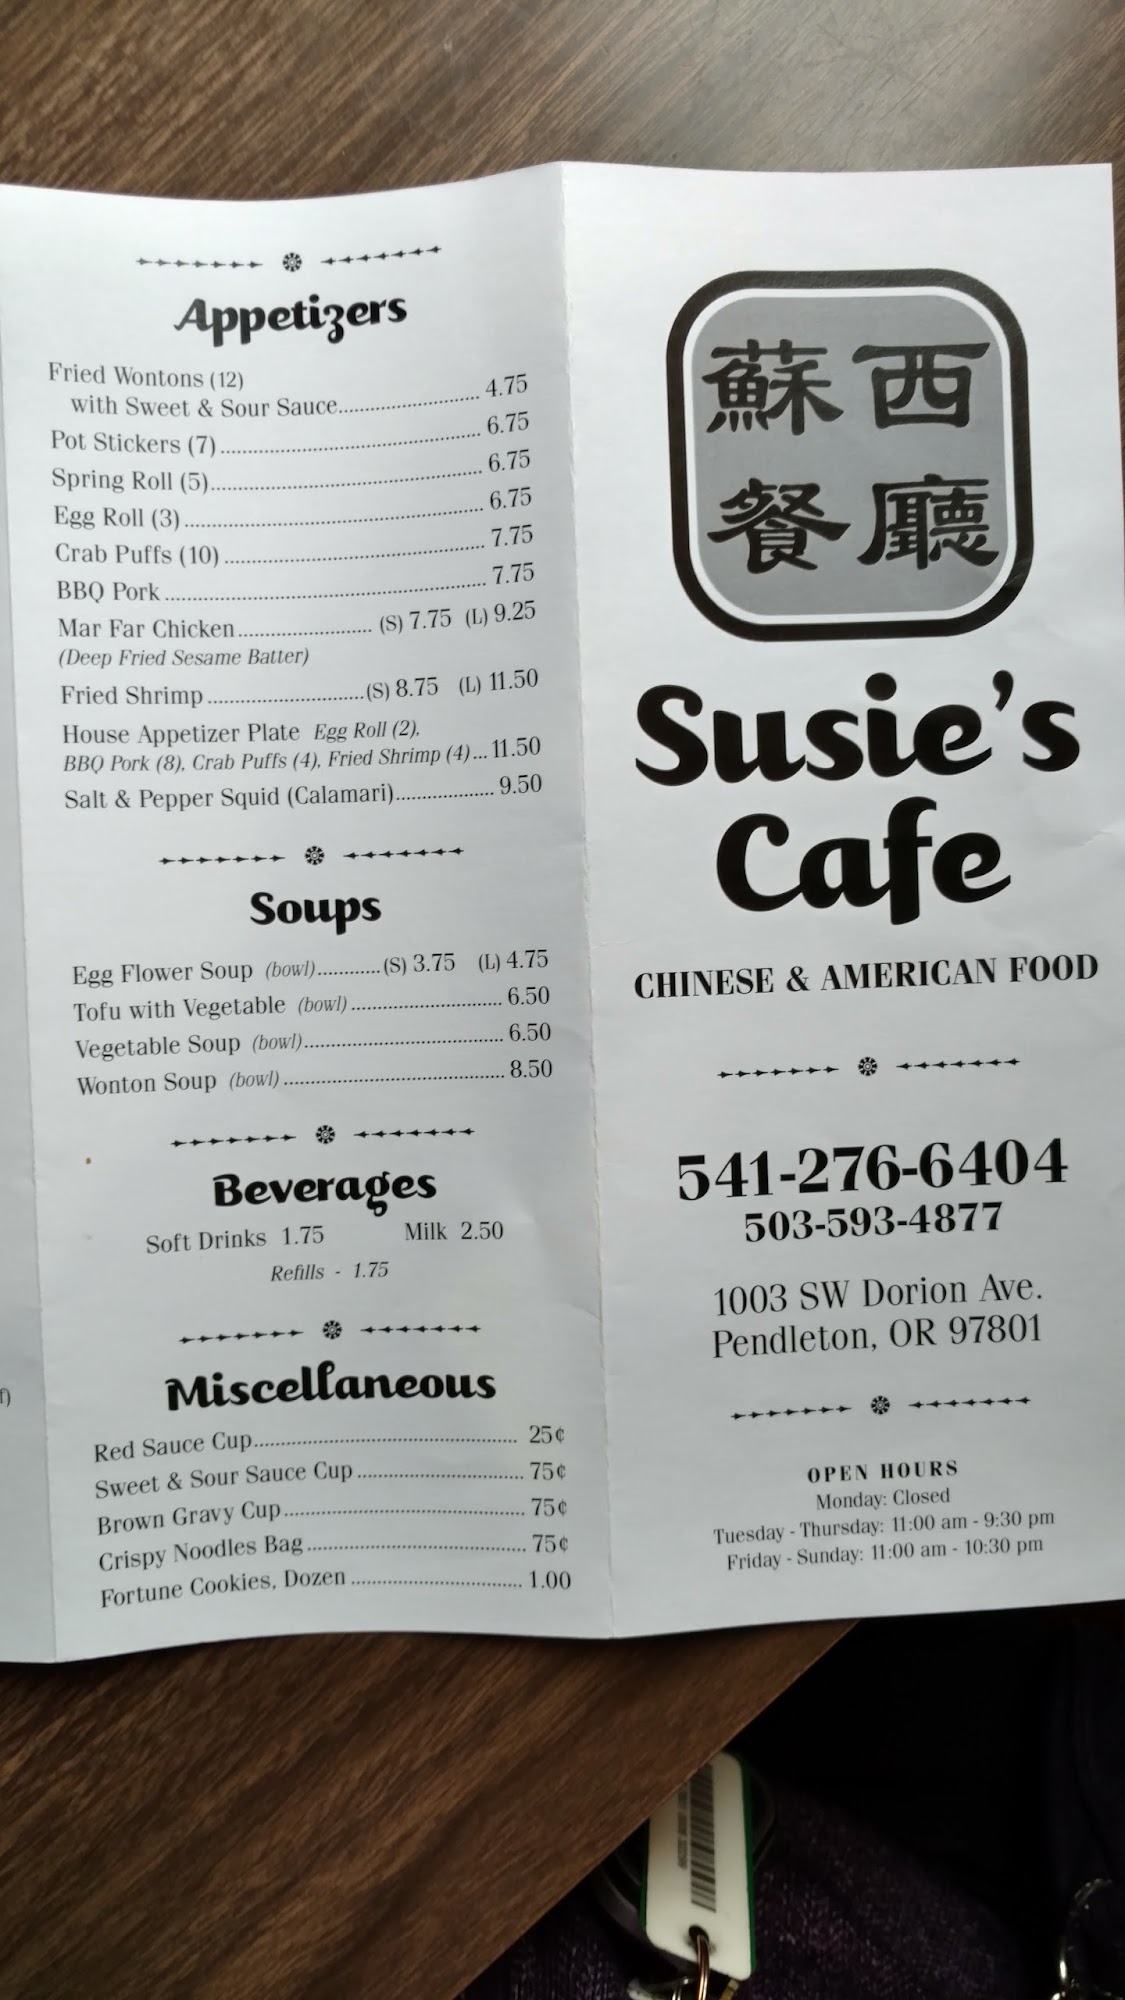 Appetizers
Fried Wontons (12)
with Sweet & Sour Sauce.......................... 4.75
Pot Stickers (7)................................................ 6.75
Spring Roll (5)................................................. 6.75
Egg Roll (3)...................................................... 6.75
Crab Puffs (10)................................................ 7.75
BBQ Pork.......................................................... 7.75
Mar Far Chicken......................... (S) 7.75 (L) 9.25
(Deep Fried Sesame Batter)
Fried Shrimp.............................(S) 8.75 (L) 11.50
House Appetizer Plate Egg Roll (2),
BBQ Pork (8), Crab Puffs (4), Fried Shrimp (4)... 11.50
Salt & Pepper Squid (Calamari)................... 9.50
Soups
Egg Flower Soup (bowl)............(S) 3.75 (L) 4.75
Tofu with Vegetable (bowl)............................ 6.50
Vegetable Soup (bowl)..................................... 6.50
Wonton Soup (bowl)......................................... 8.50
Beverages
Soft Drinks 1.75 Milk 2.50
Refills - 1.75
Miscellaneous
Red Sauce Cup.................................................. 25¢
Sweet & Sour Sauce Cup................................ 75¢
Brown Gravy Cup............................................. 75¢
Crispy Noodles Bag.......................................... 75¢
Fortune Cookies, Dozen................................. 1.00
蘇西
餐廳
Susie's
Cafe
CHINESE & AMERICAN FOOD
541-276-6404
503-593-4877
1003 SW Dorion Ave.
Pendleton, OR 97801
OPEN HOURS
Monday: Closed
Tuesday - Thursday: 11:00 am - 9:30 pm
Friday - Sunday: 11:00 am - 10:30 pm